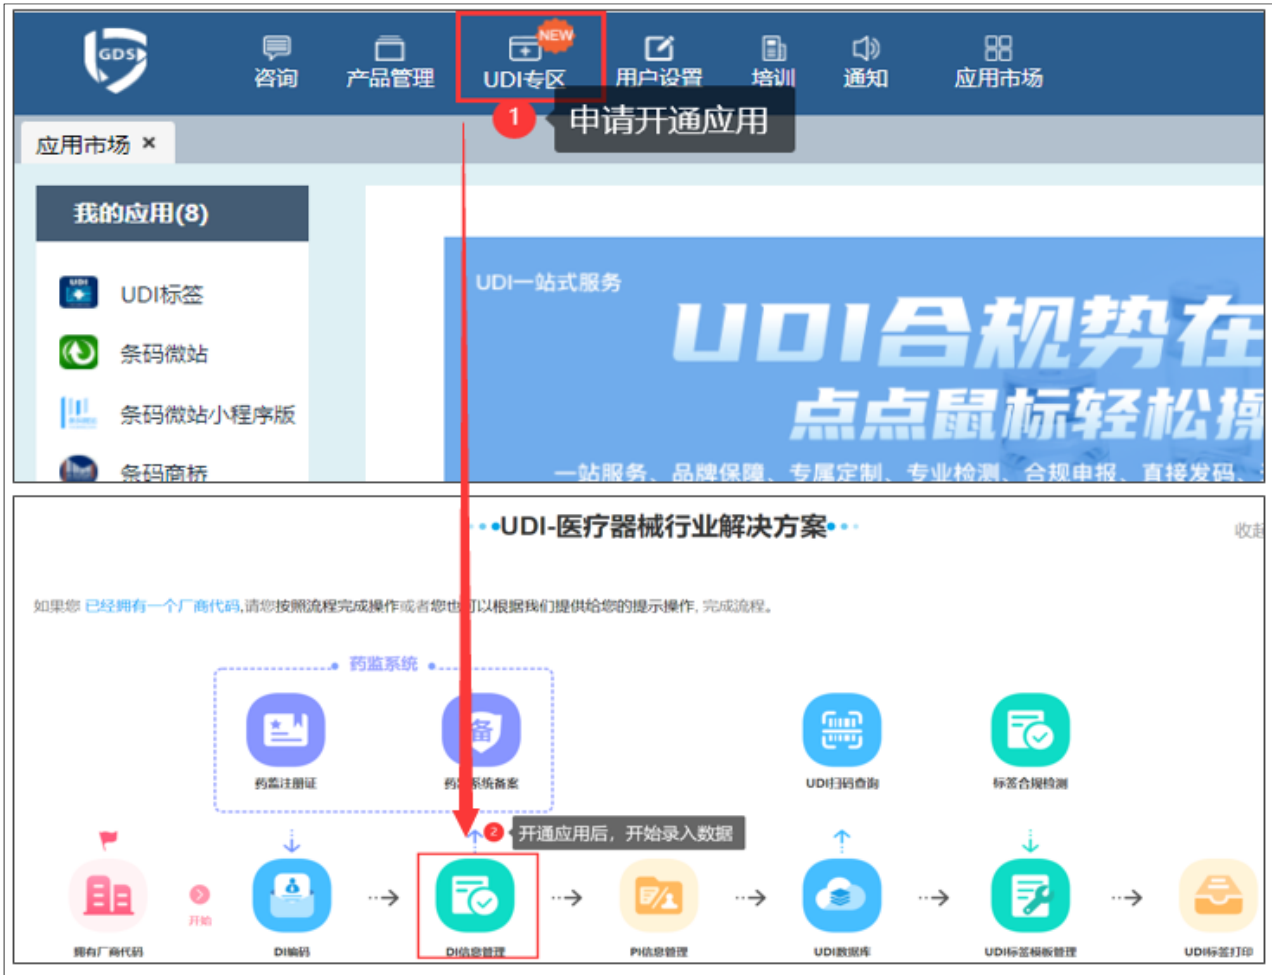 GDSI
咨询
产品管理
UDI专区
NEW
用户设置
培训
通知
应用市场
1
申请开通应用
应用市场 ×
我的应用(8)
UDI标签
条码微站
条码微站小程序版
条码商桥
UDI一站式服务
UDI合规势在
点点鼠标轻松操
一站服务、品牌保障、专属定制、专业检测、合规申报、直接发码、
UDI-医疗器械行业解决方案
收起
如果您 已经拥有一个厂商代码,请您按照流程完成操作或者您也可以根据我们提供给您的提示操作, 完成流程。
药监系统
备
药监注册证
药监系统备案
UDI扫码查询
标签合规检测
2
开通应用后，开始录入数据
开始
拥有厂商代码
DI编码
DI信息管理
PI信息管理
UDI数据库
UDI标签模板管理
UDI标签打印